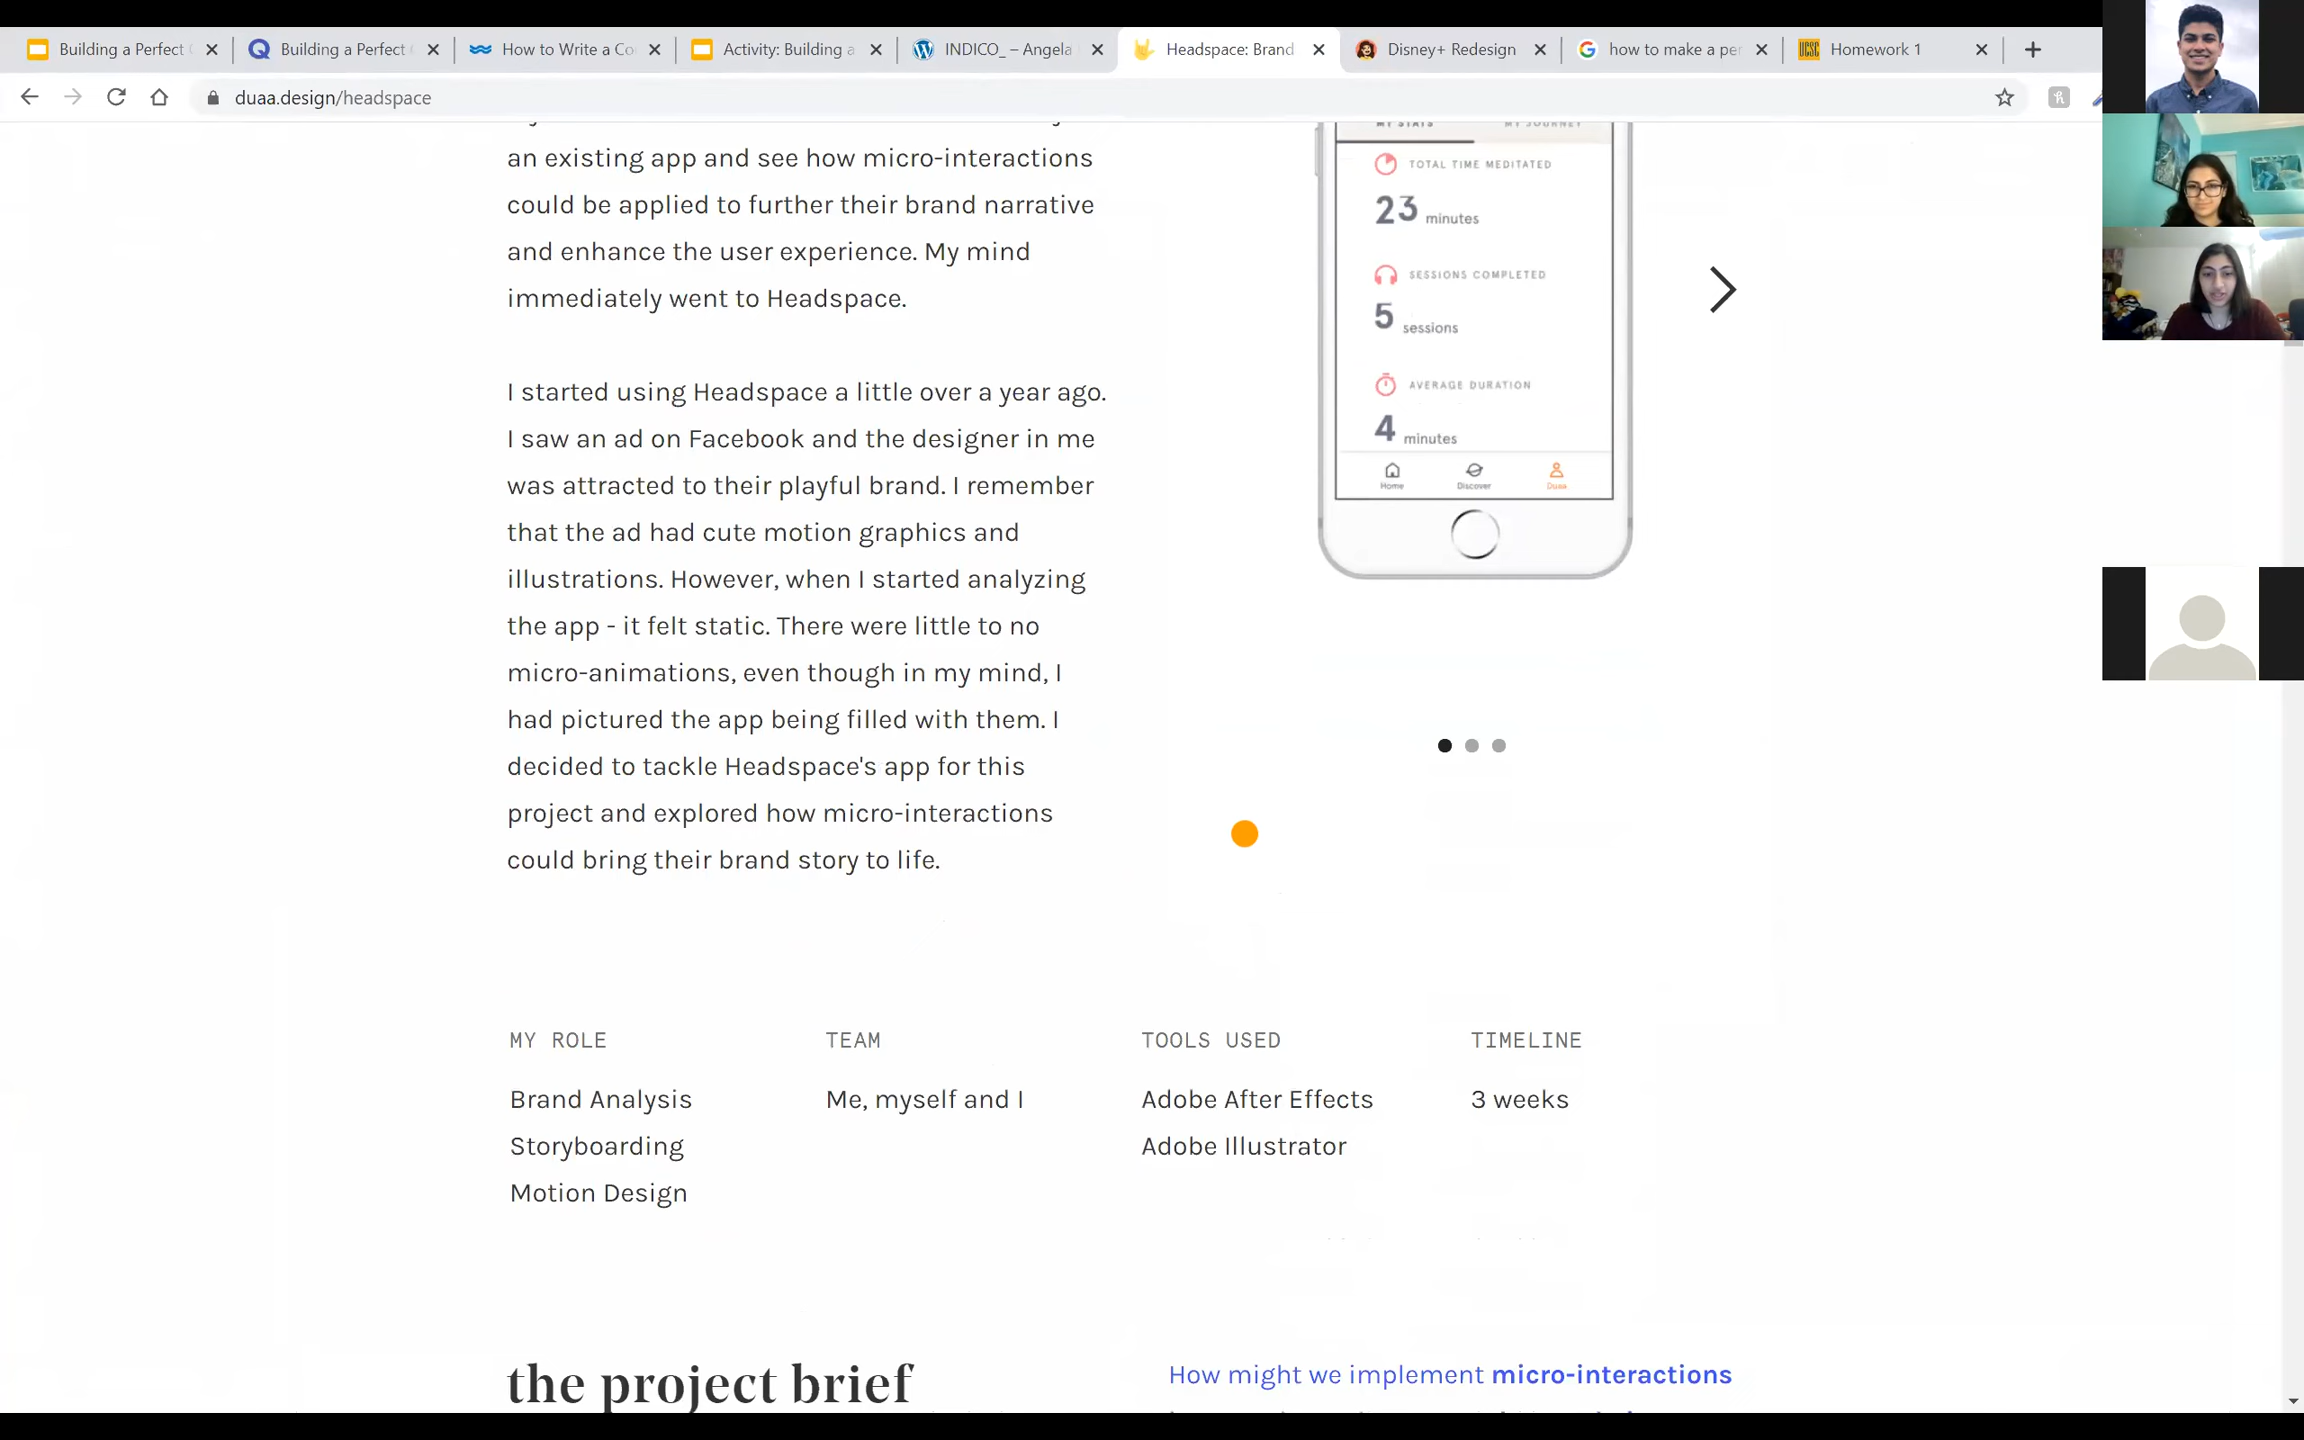 Building a Perfect
Building a Perfect
How to Write a Co
Activity: Building a
INDICO_ – Angela
Headspace: Brand
Disney+ Redesign
how to make a per
Homework 1
duaa.design/headspace
an existing app and see how micro-interactions
could be applied to further their brand narrative
and enhance the user experience. My mind
immediately went to Headspace.
I started using Headspace a little over a year ago.
I saw an ad on Facebook and the designer in me
was attracted to their playful brand. I remember
that the ad had cute motion graphics and
illustrations. However, when I started analyzing
the app - it felt static. There were little to no
micro-animations, even though in my mind, I
had pictured the app being filled with them. I
decided to tackle Headspace's app for this
project and explored how micro-interactions
could bring their brand story to life.
MY STATS
MY JOURNEY
TOTAL TIME MEDITATED
23 minutes
SESSIONS COMPLETED
5 sessions
AVERAGE DURATION
4 minutes
Home
Discover
Duaa
MY ROLE
Brand Analysis
Storyboarding
Motion Design
TEAM
Me, myself and I
TOOLS USED
Adobe After Effects
Adobe Illustrator
TIMELINE
3 weeks
the project brief
How might we implement micro-interactions